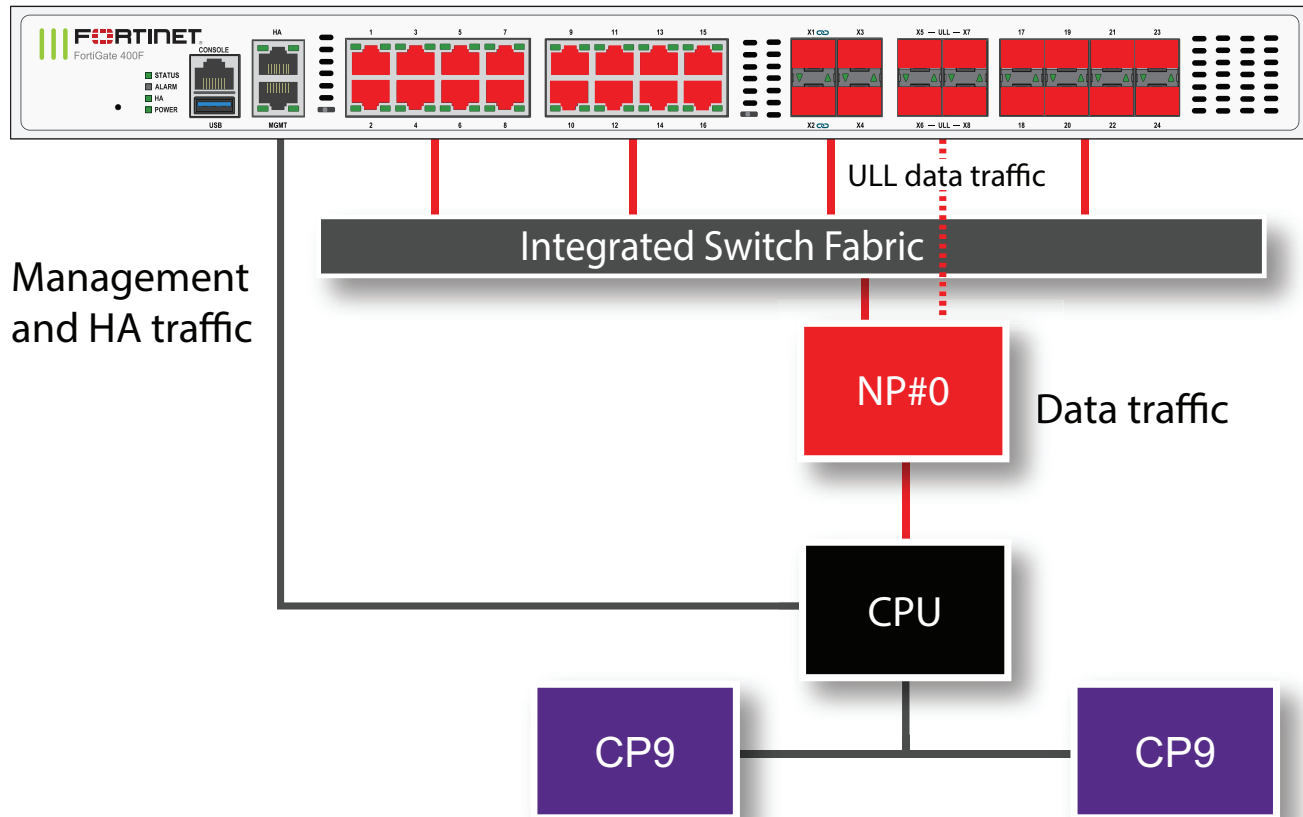 FORTINET
FortiGate 400F
STATUS
ALARM
HA
POWER
CONSOLE
USB
HA
MGMT
1 3 5 7
2 4 6 8
9 11 13 15
10 12 14 16
X1 X3
X2 X4
X5 — ULL — X7
X6 — ULL — X8
17 19 21 23
18 20 22 24
ULL data traffic
Integrated Switch Fabric
Management
and HA traffic
NP#0
Data traffic
CPU
CP9
CP9